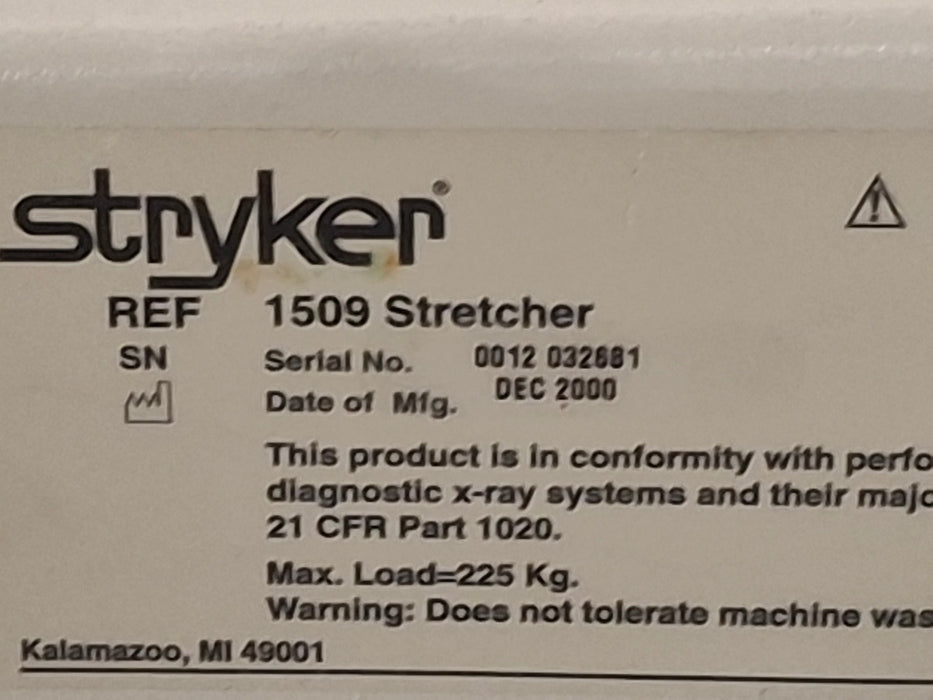 stryker®
REF 1509 Stretcher
SN Serial No. 0012 032681
Date of Mfg. DEC 2000
This product is in conformity with perfo
diagnostic x-ray systems and their majo
21 CFR Part 1020.
Max. Load=225 Kg.
Warning: Does not tolerate machine was
Kalamazoo, MI 49001